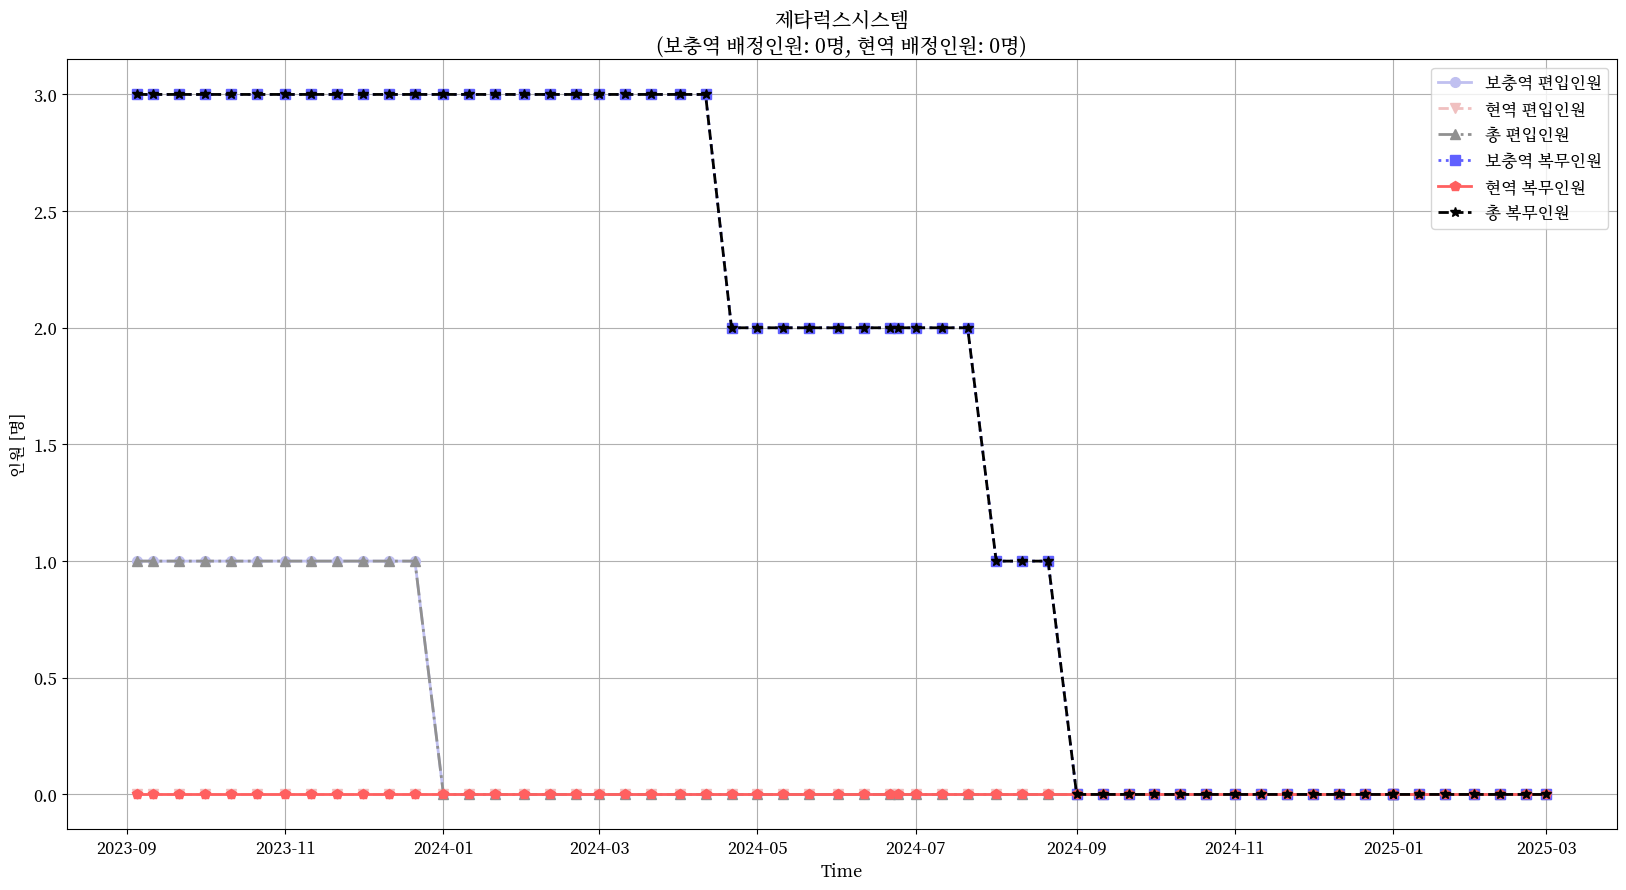 제타럭스시스템
(보충역 배정인원: 0명, 현역 배정인원: 0명)
보충역 편입인원
현역 편입인원
총 편입인원
보충역 복무인원
현역 복무인원
총 복무인원
인원 [명]
3.0
2.5
2.0
1.5
1.0
0.5
0.0
2023-09
2023-11
2024-01
2024-03
2024-05
2024-07
2024-09
2024-11
2025-01
2025-03
Time